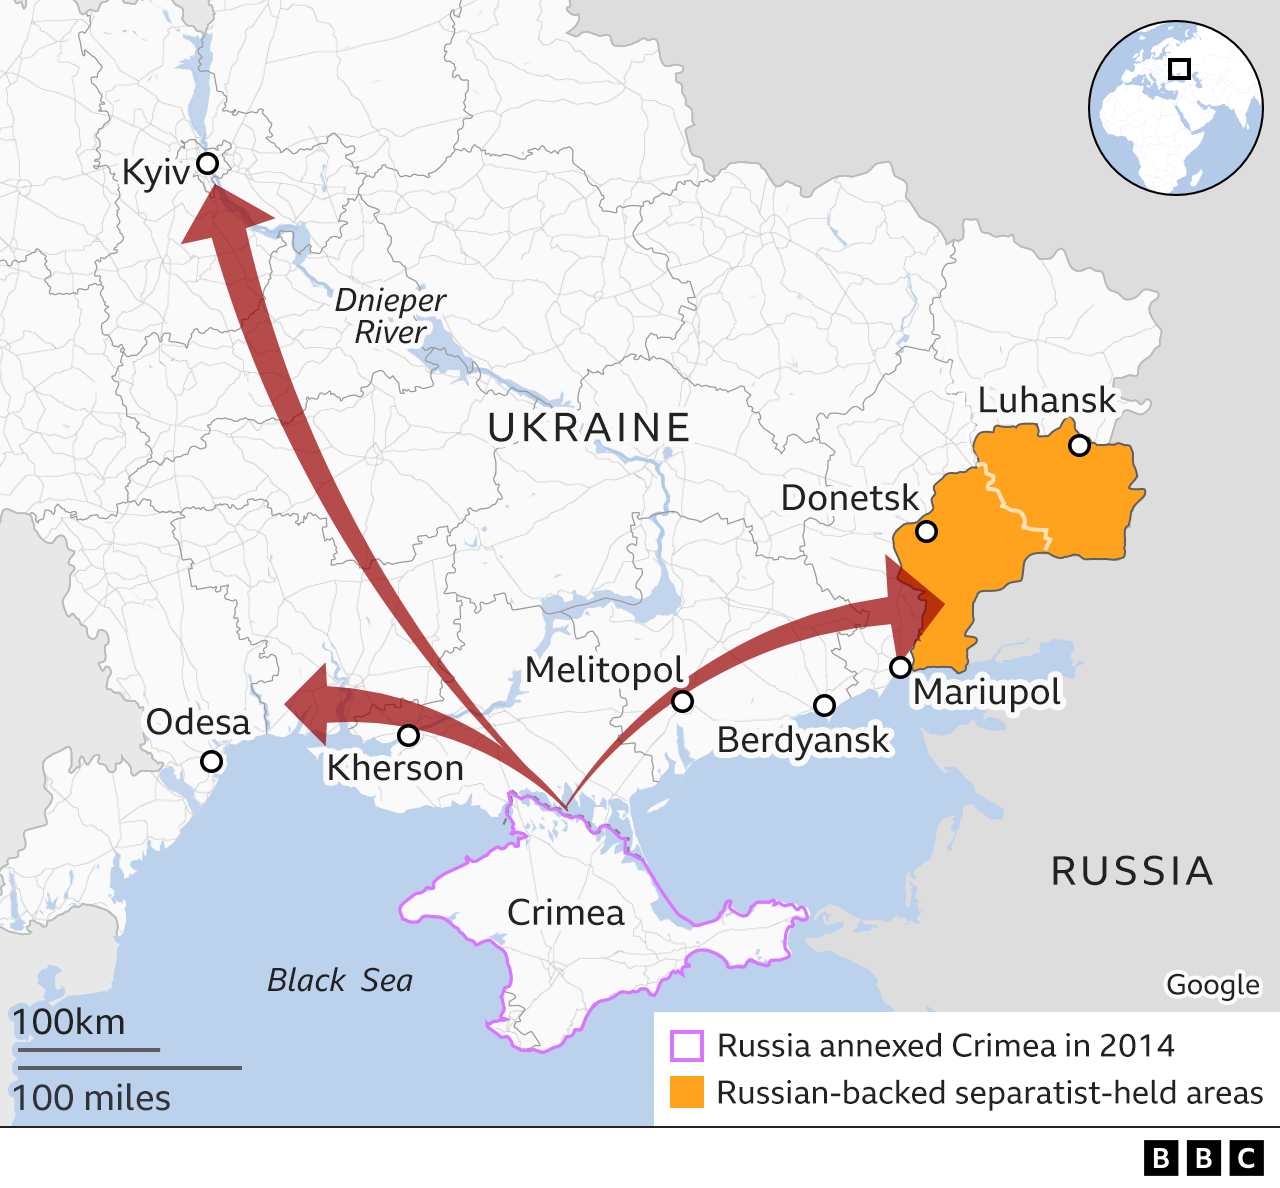 Kyiv
Dnieper
River
UKRAINE
Luhansk
Donetsk
Melitopol
Mariupol
Odesa
Berdyansk
Kherson
RUSSIA
Crimea
Black Sea
Google
100km
100 miles
Russia annexed Crimea in 2014
Russian-backed separatist-held areas
BBC